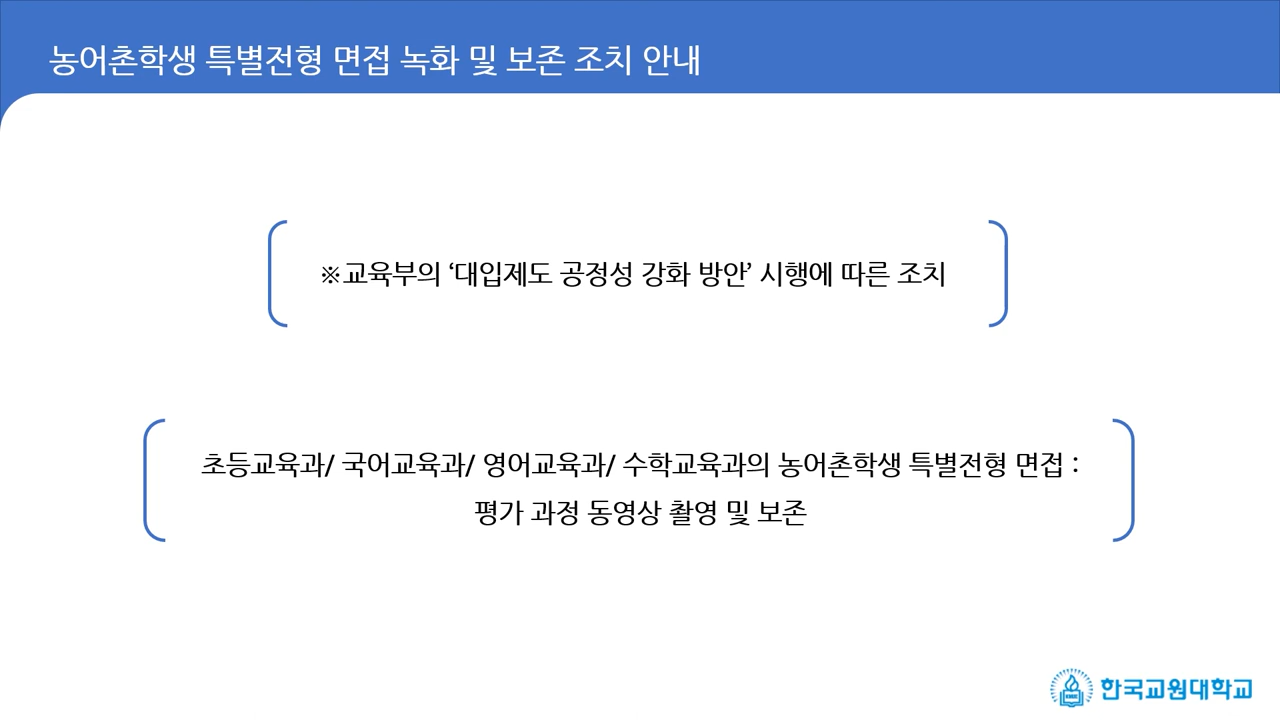 농어촌학생 특별전형 면접 녹화 및 보존 조치 안내
※교육부의 ‘대입제도 공정성 강화 방안’ 시행에 따른 조치
초등교육과/ 국어교육과/ 영어교육과/ 수학교육과의 농어촌학생 특별전형 면접 :
평가 과정 동영상 촬영 및 보존
한국교원대학교